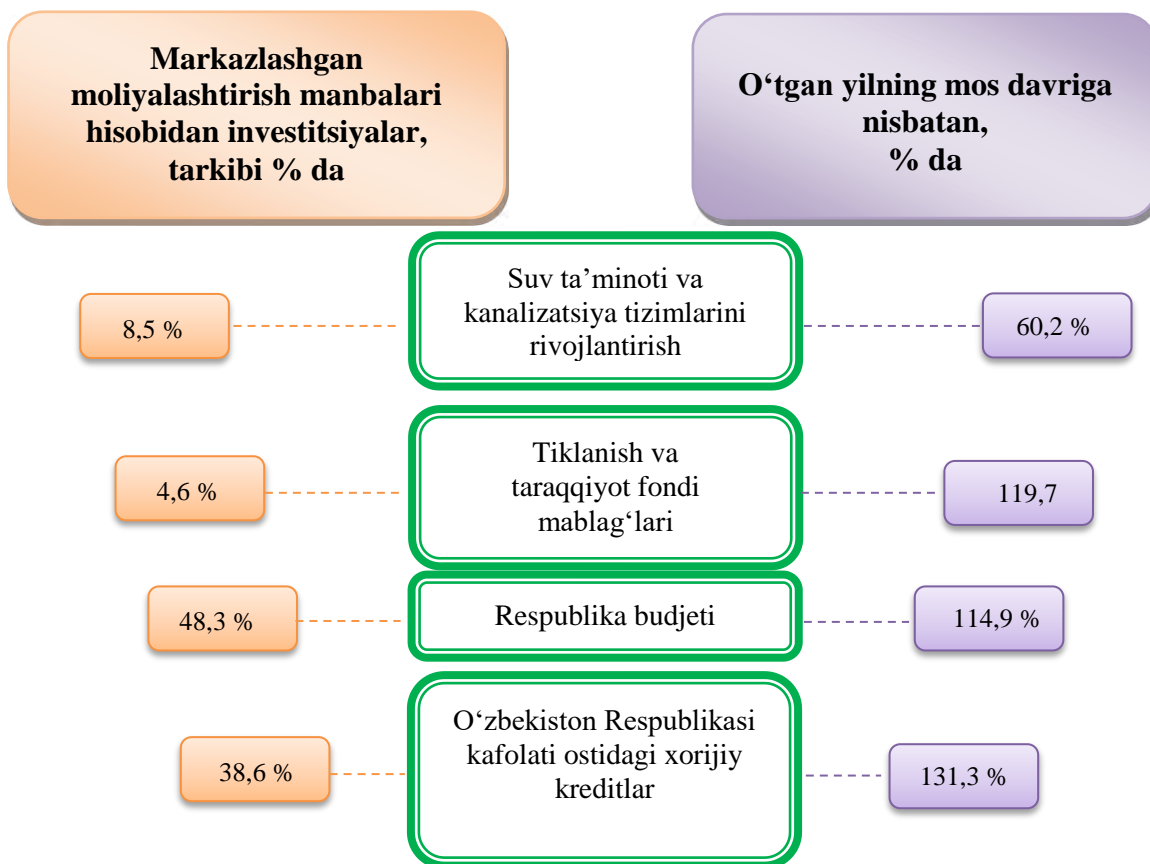 Markazlashgan
moliyalashtirish manbalari
hisobidan investitsiyalar,
tarkibi % da
O‘tgan yilning mos davriga
nisbatan,
% da
8,5 %
Suv ta’minoti va
kanalizatsiya tizimlarini
rivojlantirish
60,2 %
4,6 %
Tiklanish va
taraqqiyot fondi
mablag‘lari
119,7
48,3 %
Respublika budjeti
114,9 %
38,6 %
O‘zbekiston Respublikasi
kafolati ostidagi xorijiy
kreditlar
131,3 %